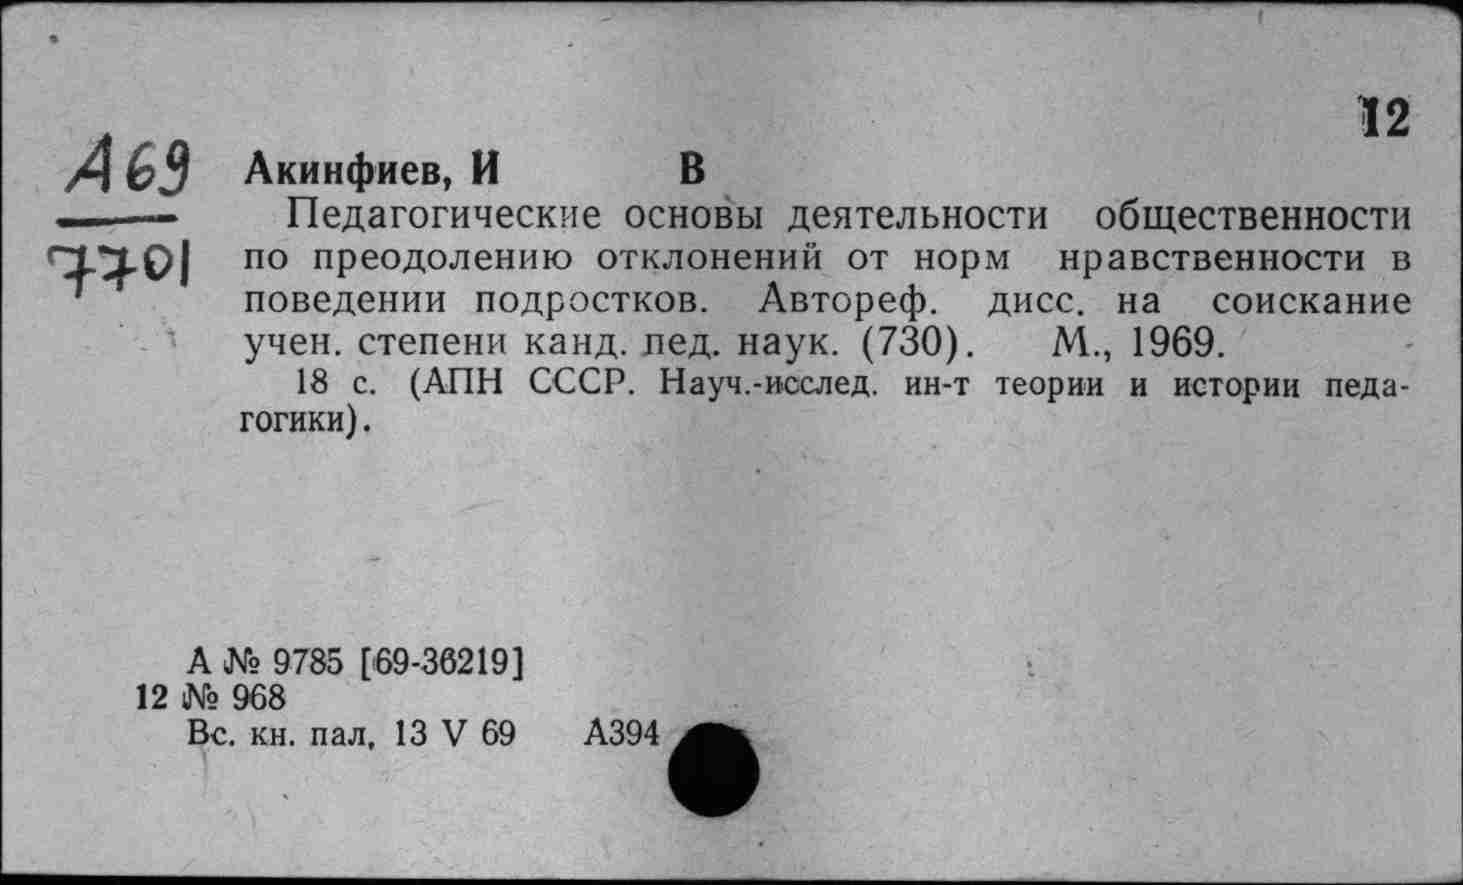 12
А69
7701
Акинфиев, И В
Педагогические основы деятельности общественности
по преодолению отклонений от норм нравственности в
поведении подростков. Автореф. дисс. на соискание
учен. степени канд. пед. наук. (730). М., 1969.
18 с. (АПН СССР. Науч.-исслед. ин-т теории и истории педа-
гогики).
А № 9785 [69-36219]
12 № 968
Вс. кн. пал, 13 V 69 А394